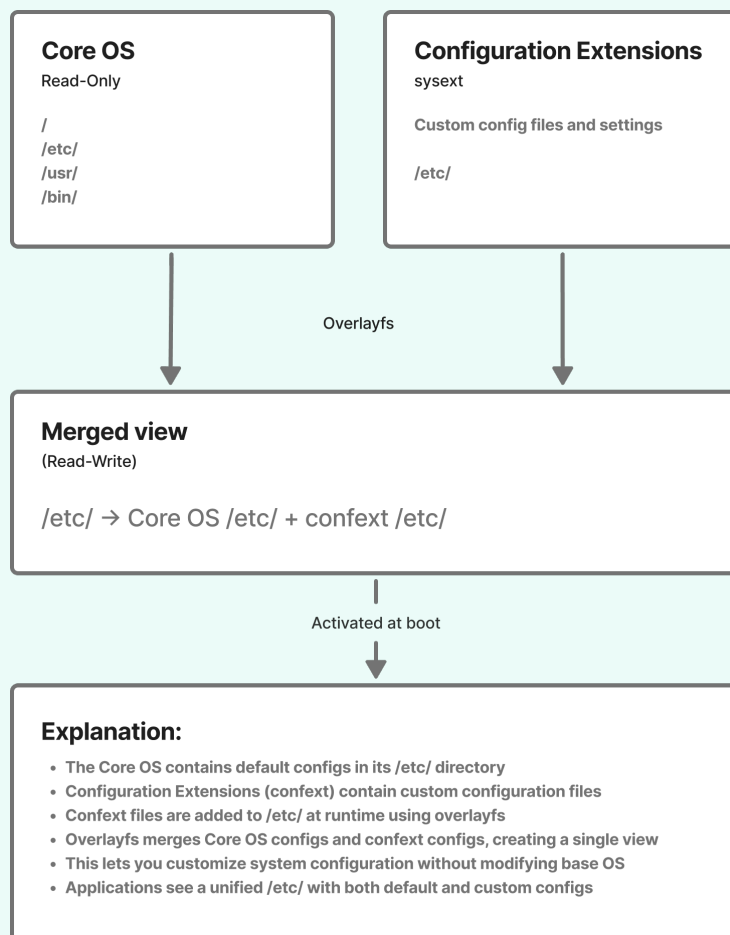 Core OS
Read-Only
/
/etc/
/usr/
/bin/
Configuration Extensions
sysext
Custom config files and settings
/etc/
Overlayfs
Merged view
(Read-Write)
/etc/ → Core OS /etc/ + confext /etc/
Activated at boot
Explanation:
• The Core OS contains default configs in its /etc/ directory
• Configuration Extensions (confext) contain custom configuration files
• Confext files are added to /etc/ at runtime using overlayfs
• Overlayfs merges Core OS configs and confext configs, creating a single view
• This lets you customize system configuration without modifying base OS
• Applications see a unified /etc/ with both default and custom configs